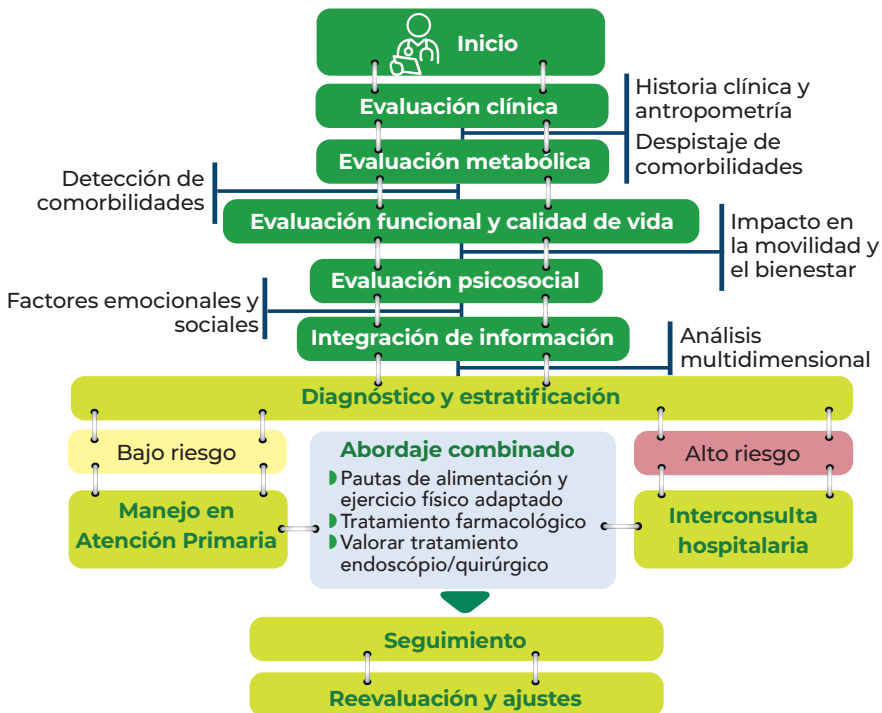 Inicio
Evaluación clínica
Historia clínica y
antropometría
Despistaje de
comorbilidades
Evaluación metabólica
Detección de
comorbilidades
Evaluación funcional y calidad de vida
Impacto en
la movilidad y
el bienestar
Evaluación psicosocial
Factores emocionales y
sociales
Integración de información
Análisis
multidimensional
Diagnóstico y estratificación
Bajo riesgo
Manejo en
Atención Primaria
Abordaje combinado
Pautas de alimentación y
ejercicio físico adaptado
Tratamiento farmacológico
Valorar tratamiento
endoscópio/quirúrgico
Alto riesgo
Interconsulta
hospitalaria
Seguimiento
Reevaluación y ajustes